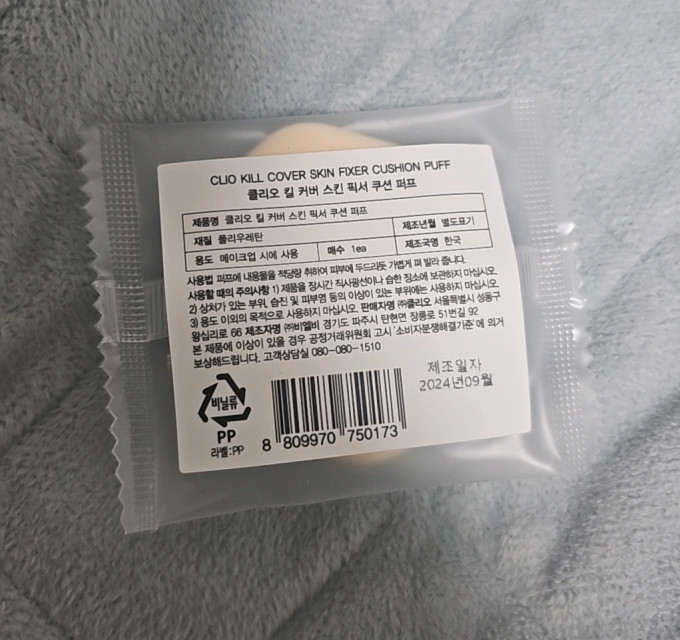 CLIO KILL COVER SKIN FIXER CUSHION PUFF
클리오 킬 커버 스킨 픽서 쿠션 퍼프
제품명 클리오 킬 커버 스킨 픽서 쿠션 퍼프
재질 폴리우레탄 제조년월 별도표기
용도 메이크업 시에 사용 매수 1ea 제조국명 한국
사용법 퍼프에 내용물을 적당량 취하여 피부에 두드리듯 가볍게 펴 발라 줍니다.
사용할 때의 주의사항 1) 제품을 장시간 직사광선이나 습한 장소에 보관하지 마십시오.
2) 상처가 있는 부위, 습진 및 피부염 등의 이상이 있는 부위에는 사용하지 마십시오.
3) 용도 이외의 목적으로 사용하지 마십시오. 판매자명 ㈜클리오 서울특별시 성동구
왕십리로 66 제조자명 ㈜비엘비 경기도 파주시 탄현면 장릉로 51번길 92
본 제품에 이상이 있을 경우 공정거래위원회 고시 '소비자분쟁해결기준'에 의거
보상해드립니다. 고객상담실 080-080-1510
제조일자
2024년09월
비닐류
PP
라벨:PP
8 809970 750173